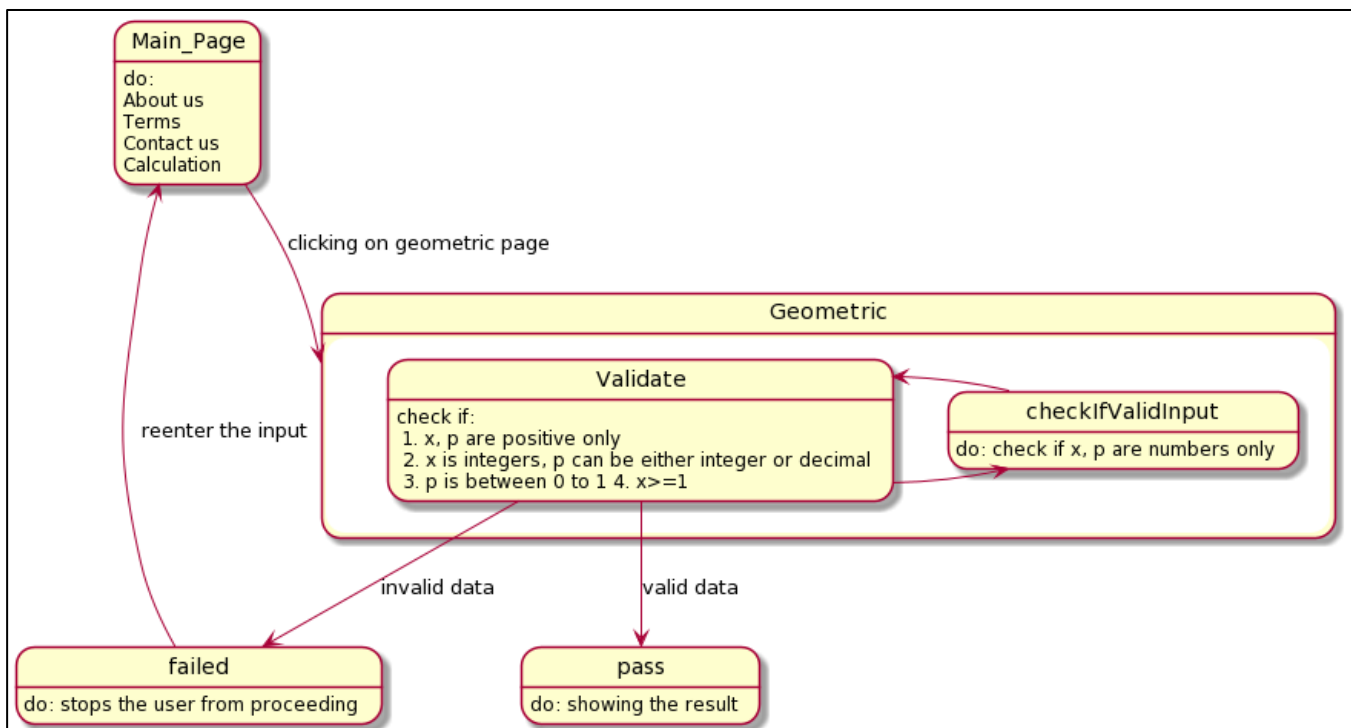 Main_Page
do:
About us
Terms
Contact us
Calculation
clicking on geometric page
Geometric
Validate
check if:
1. x, p are positive only
2. x is integers, p can be either integer or decimal
3. p is between 0 to 1 4. x>=1
checkIfValidInput
do: check if x, p are numbers only
reenter the input
invalid data
valid data
failed
do: stops the user from proceeding
pass
do: showing the result